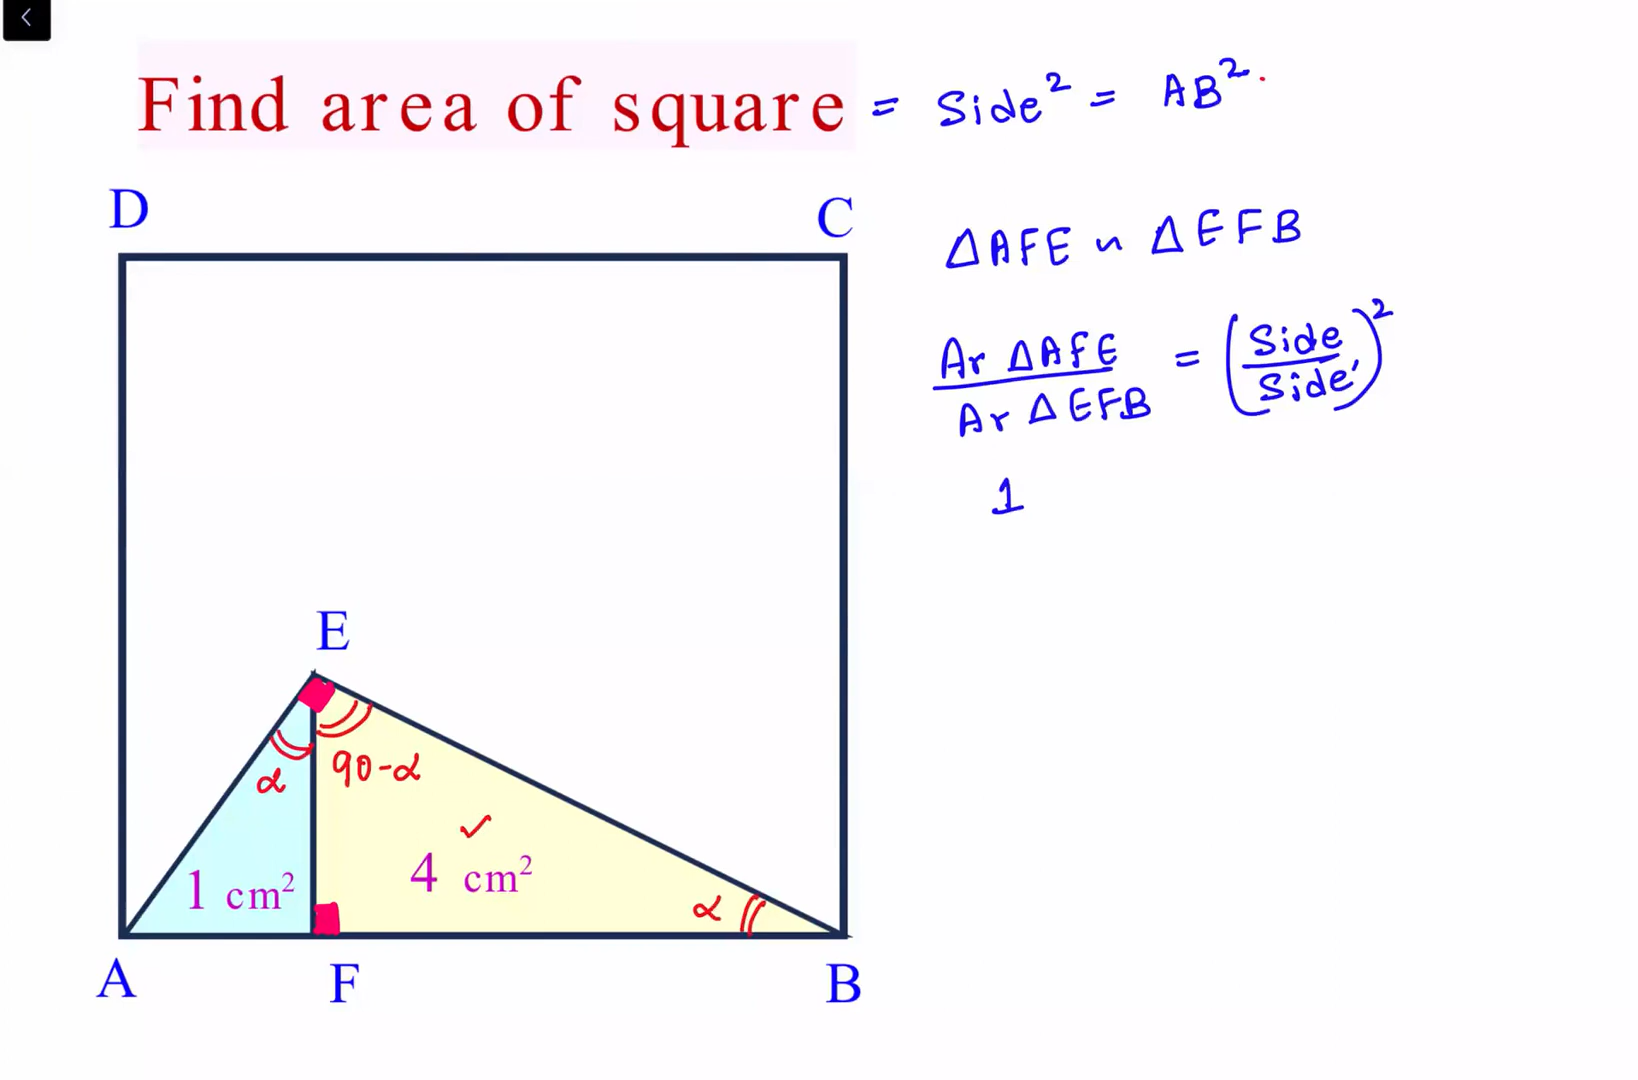 Find area of square = Side² = AB².
D
C
ΔAFE ~ ΔEFB
Ar ΔAFE / Ar ΔEFB = (Side / Side)²
1
E
α
90-α
1 cm²
4 cm²
α
A
F
B